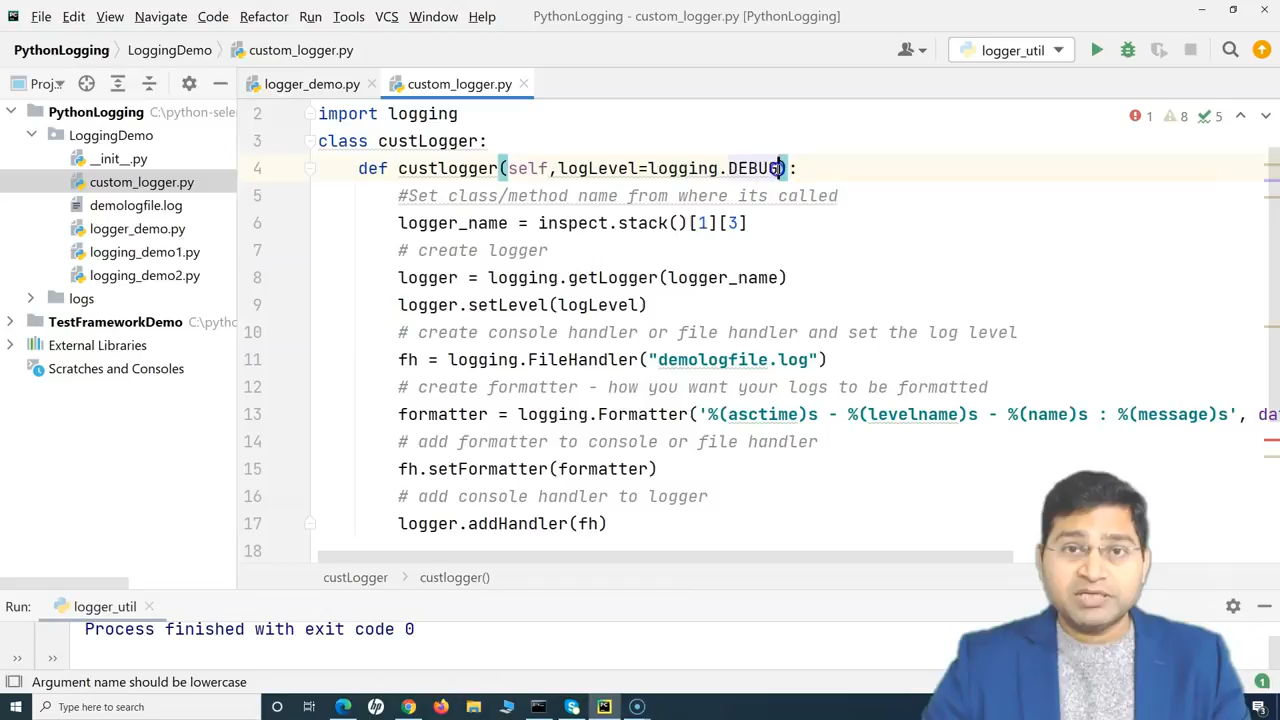 File Edit View Navigate Code Refactor Run Tools VCS Window Help PythonLogging - custom_logger.py [PythonLogging]
PythonLogging LoggingDemo custom_logger.py logger_util
Proj logger_demo.py custom_logger.py
PythonLogging C:\python-sele
LoggingDemo
__init__.py
custom_logger.py
demologfile.log
logger_demo.py
logging_demo1.py
logging_demo2.py
logs
TestFrameworkDemo C:\pytho
External Libraries
Scratches and Consoles
1 8 5
2 import logging
3 class custLogger:
4 def custlogger(self,logLevel=logging.DEBUG):
5 #Set class/method name from where its called
6 logger_name = inspect.stack()[1][3]
7 # create logger
8 logger = logging.getLogger(logger_name)
9 logger.setLevel(logLevel)
10 # create console handler or file handler and set the log level
11 fh = logging.FileHandler("demologfile.log")
12 # create formatter - how you want your logs to be formatted
13 formatter = logging.Formatter('%(asctime)s - %(levelname)s - %(name)s : %(message)s', da
14 # add formatter to console or file handler
15 fh.setFormatter(formatter)
16 # add console handler to logger
17 logger.addHandler(fh)
18
custLogger custlogger()
Run: logger_util
Process finished with exit code 0
Argument name should be lowercase 1
Type here to search